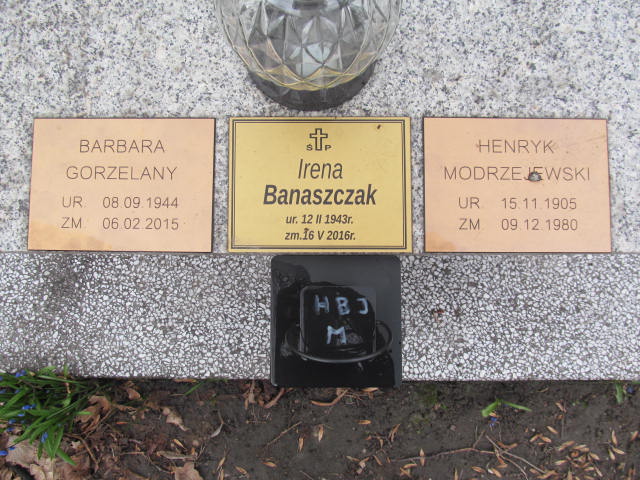 BARBARA
GORZELANY
UR 08.09.1944
ZM 06.02.2015
Ś P
Irena
Banaszczak
ur. 12 II 1943r.
zm.16 V 2016r.
HENRYK
MODRZEJEWSKI
UR 15.11.1905
ZM 09.12.1980
HBJ
M